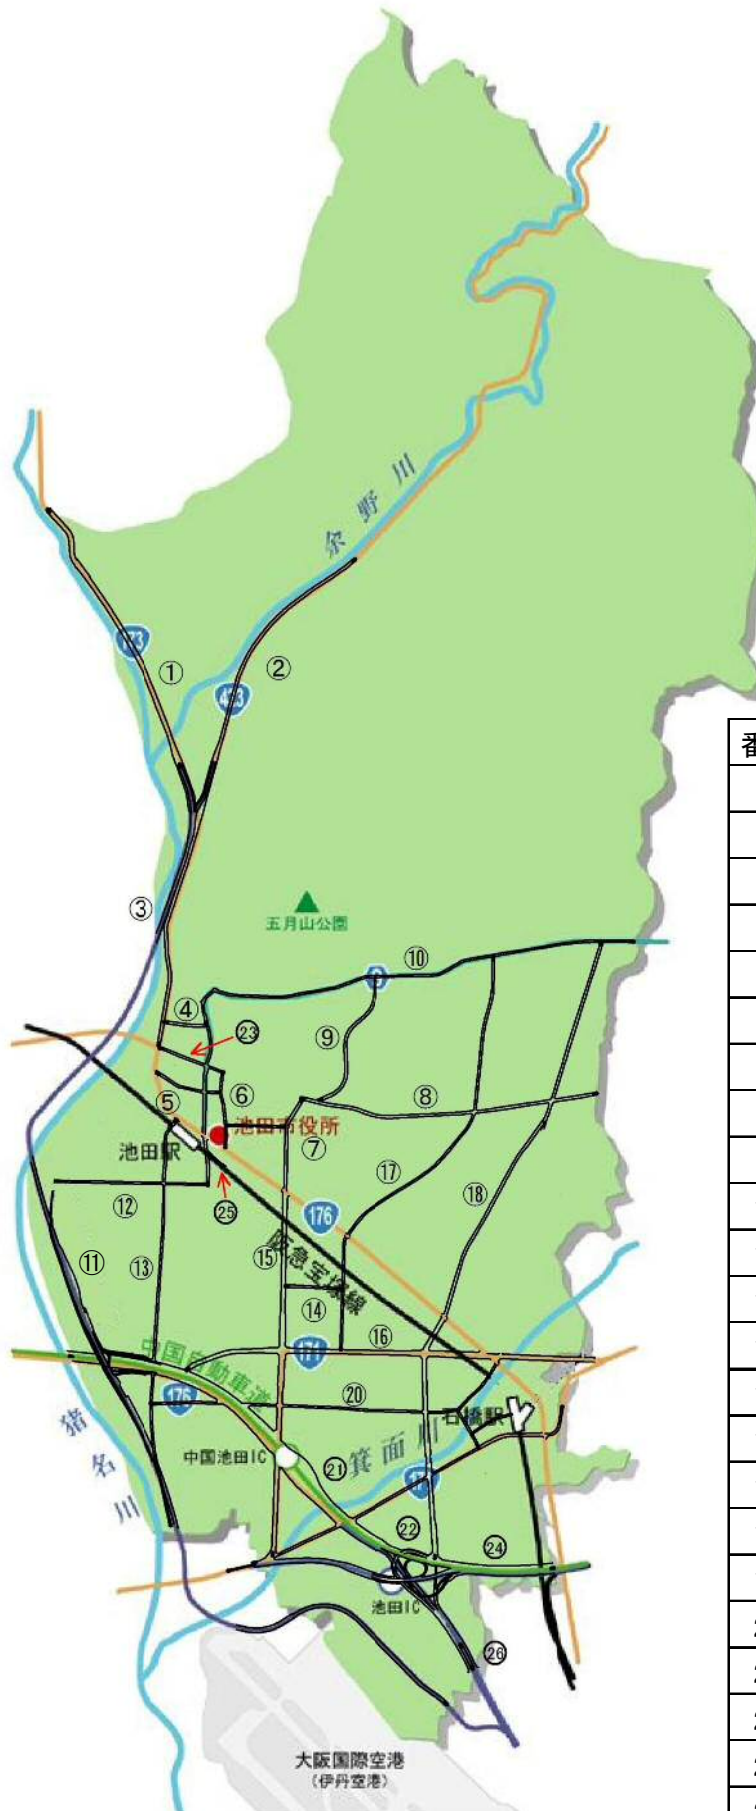 余野川
173
①
②
423
番
③
五月山公園
⑩
9
④
㉓
⑨
⑥
⑧
⑤
池田市役所
⑦
池田駅
⑰
⑱
⑫
㉕
176
⑪
⑬
⑮
阪急宝塚線
⑭
⑯
171
中国自動車道
176
⑳
石橋駅
猪名川
中国池田IC
㉑
箕面川
㉒
㉔
池田IC
㉖
大阪国際空港
(伊丹空港)